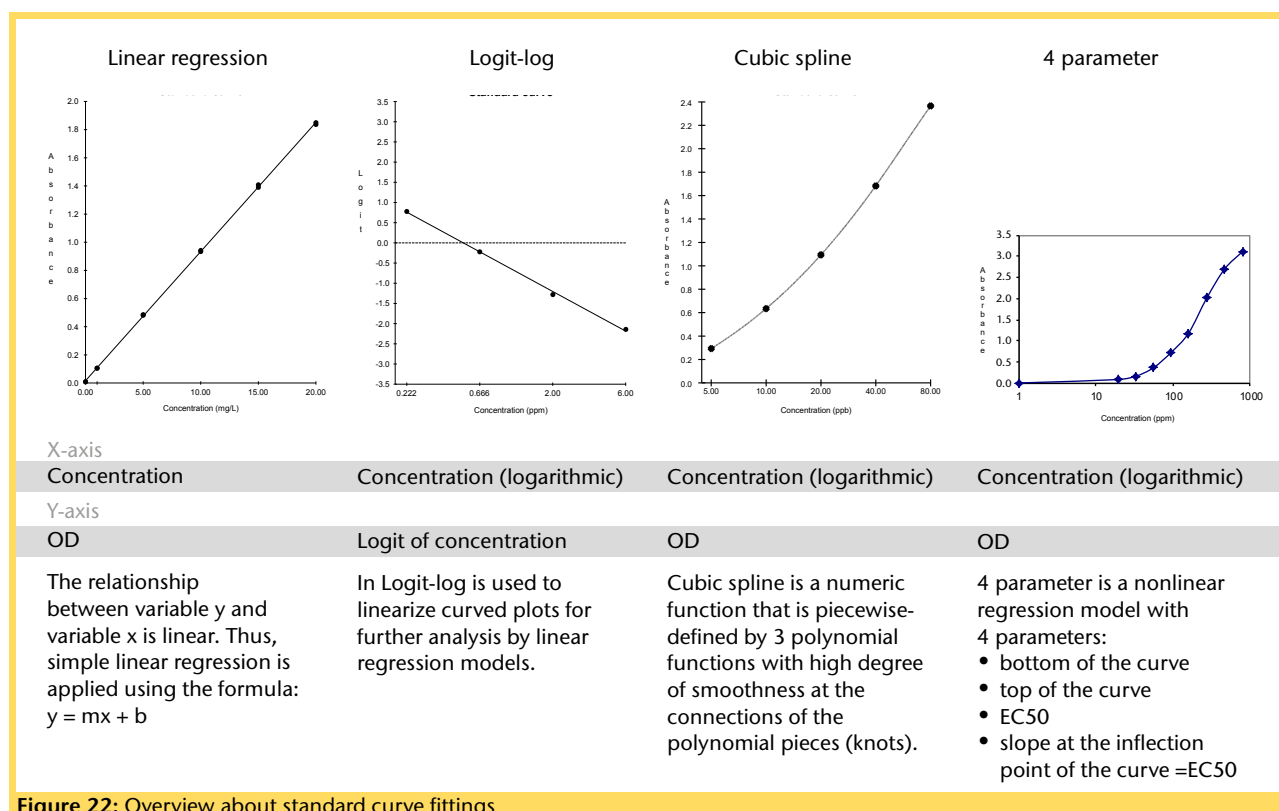 Linear regression
Logit-log
Cubic spline
4 parameter
2.0
1.8
1.6
1.4
1.2
1.0
0.8
0.6
0.4
0.2
0.0
Absorbance
0.00
5.00
10.00
15.00
20.00
Concentration (mg/L)
3.5
3.0
2.5
2.0
1.5
1.0
0.5
0.0
-0.5
-1.0
-1.5
-2.0
-2.5
-3.0
-3.5
Logit
0.222
0.666
2.00
6.00
Concentration (ppm)
2.4
2.2
2.0
1.8
1.6
1.4
1.2
1.0
0.8
0.6
0.4
0.2
0.0
Absorbance
5.00
10.00
20.00
40.00
80.00
Concentration (ppb)
3.5
3.0
2.5
2.0
1.5
1.0
0.5
0.0
Absorbance
1
10
100
1000
Concentration (ppm)
X-axis
Concentration
Concentration (logarithmic)
Concentration (logarithmic)
Concentration (logarithmic)
Y-axis
OD
Logit of concentration
OD
OD
The relationship
between variable y and
variable x is linear. Thus,
simple linear regression is
applied using the formula:
y = mx + b
In Logit-log is used to
linearize curved plots for
further analysis by linear
regression models.
Cubic spline is a numeric
function that is piecewise-
defined by 3 polynomial
functions with high degree
of smoothness at the
connections of the
polynomial pieces (knots).
4 parameter is a nonlinear
regression model with
4 parameters:
• bottom of the curve
• top of the curve
• EC50
• slope at the inflection
point of the curve =EC50
Figure 22: Overview about standard curve fittings